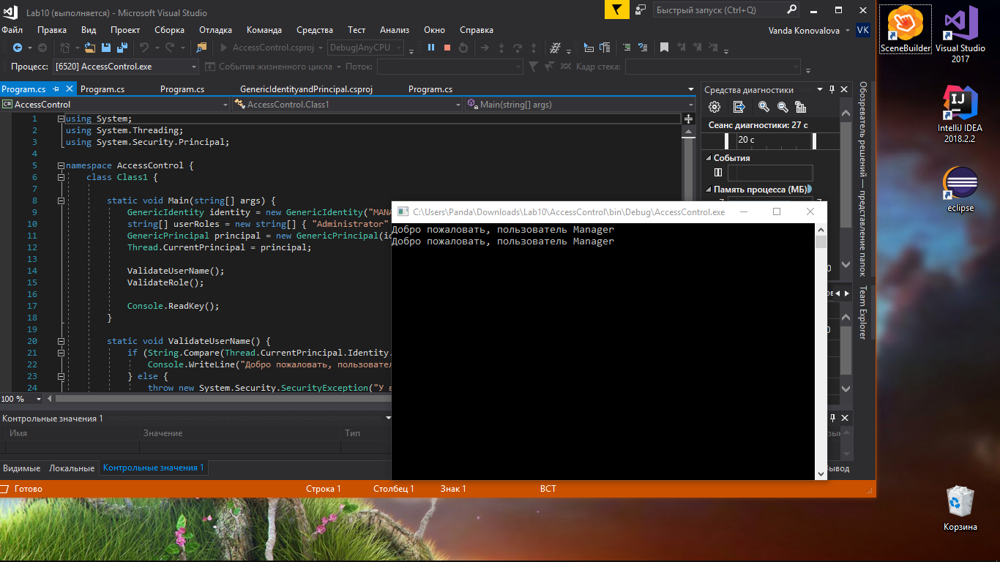 Lab10 (выполняется) - Microsoft Visual Studio
Быстрый запуск (Ctrl+Q)
Файл Правка Вид Проект Сборка Отладка Команда Средства Тест Анализ Окно Справка
Vanda Konovalova VK
AccessControl.csproj Debug|AnyCPU
Процесс: [6520] AccessControl.exe События жизненного цикла Поток: Кадр стека:
Program.cs Program.cs Program.cs GenericIdentityandPrincipal.csproj Program.cs
AccessControl AccessControl.Class1 Main(string[] args)
1 using System;
2 using System.Threading;
3 using System.Security.Principal;
4
5 namespace AccessControl {
6 class Class1 {
7
8 static void Main(string[] args) {
9 GenericIdentity identity = new GenericIdentity("MANA
10 string[] userRoles = new string[] { "Administrator"
11 GenericPrincipal principal = new GenericPrincipal(id
12 Thread.CurrentPrincipal = principal;
13
14 ValidateUserName();
15 ValidateRole();
16
17 Console.ReadKey();
18 }
19
20 static void ValidateUserName() {
21 if (String.Compare(Thread.CurrentPrincipal.Identity.
22 Console.WriteLine("Добро пожаловать, пользовател
23 } else {
24 throw new System.Security.SecurityException("У в
100 %
Средства диагностики
Сеанс диагностики: 27 с
20 с
События
Память процесса (МБ)
Обозреватель решений — представление папок
Team Explorer
C:\Users\Panda\Downloads\Lab10\AccessControl\bin\Debug\AccessControl.exe
Добро пожаловать, пользователь Manager
Добро пожаловать, пользователь Manager
Контрольные значения 1
Имя Значение Тип
Видимые Локальные Контрольные значения 1
Вывод
Готово Строка 1 Столбец 1 Знак 1 ВСТ
SceneBuilder
Visual Studio
2017
IntelliJ IDEA
2018.2.2
eclipse
Корзина